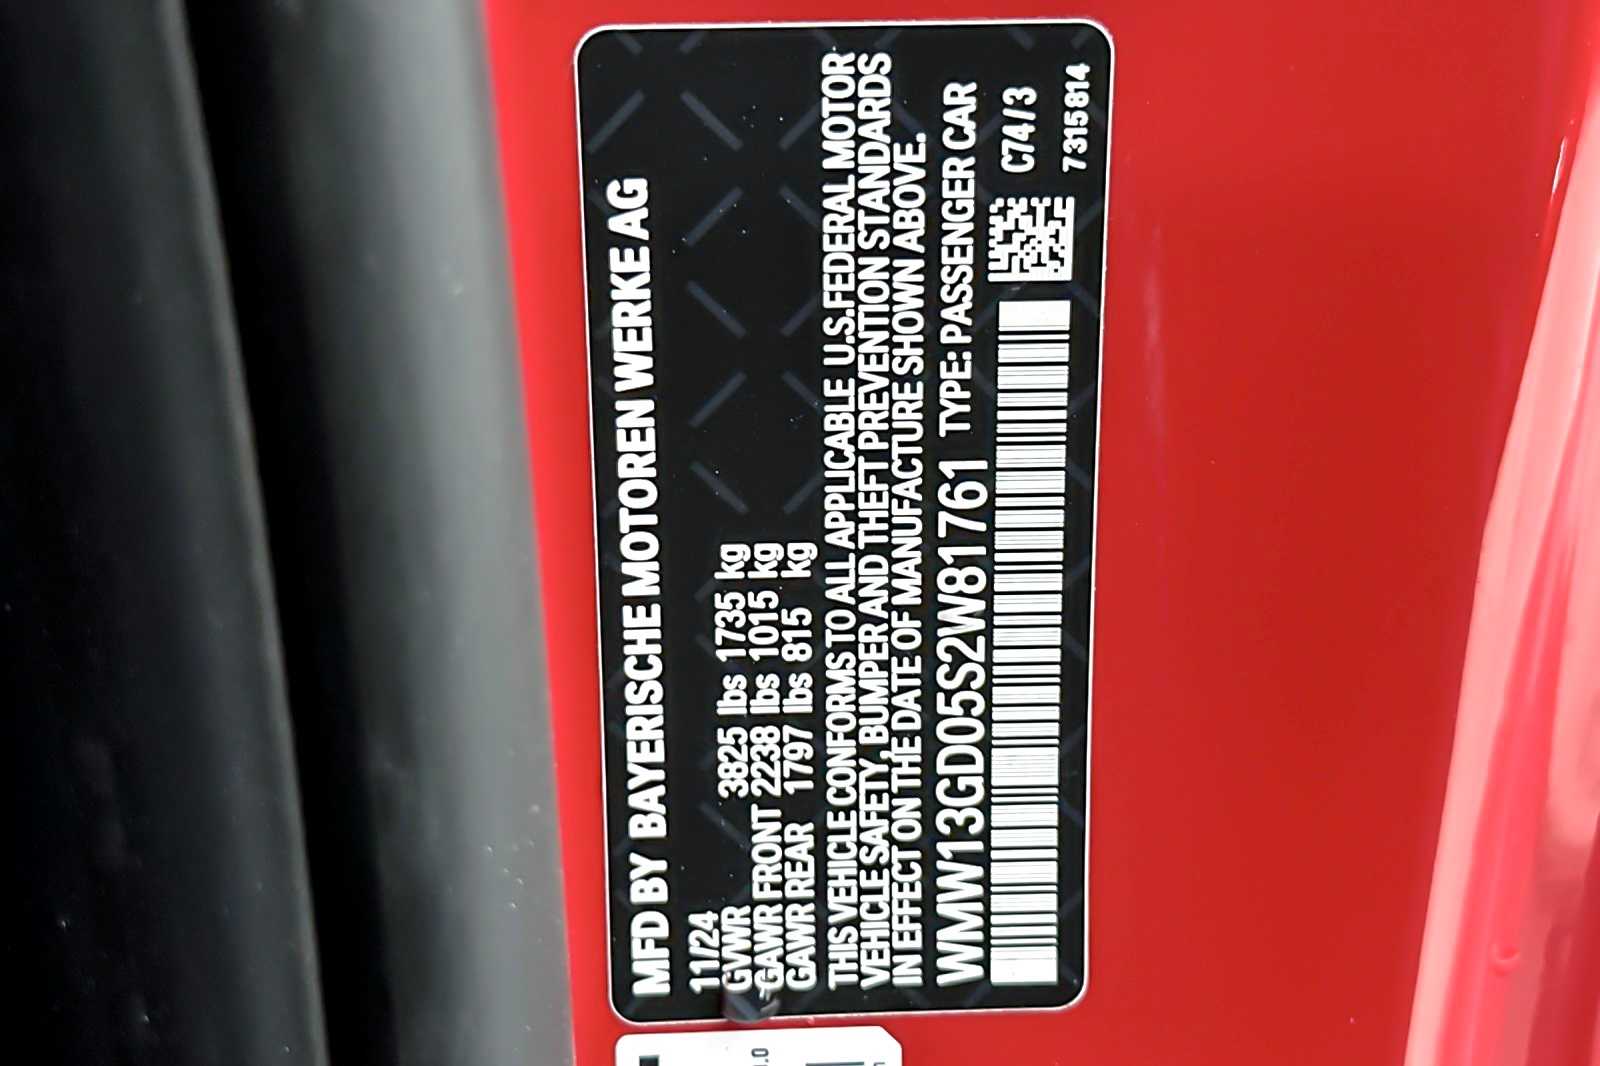 MFD BY BAYERISCHE MOTOREN WERKE AG
11/24
GVWR 3825 lbs 1735 kg
GAWR FRONT 2238 lbs 1015 kg
GAWR REAR 1797 lbs 815 kg
THIS VEHICLE CONFORMS TO ALL APPLICABLE U.S.FEDERAL MOTOR
VEHICLE SAFETY, BUMPER AND THEFT PREVENTION STANDARDS
IN EFFECT ON THE DATE OF MANUFACTURE SHOWN ABOVE.
WMW13GD05S2W81761 TYPE: PASSENGER CAR
C74/3
7315814